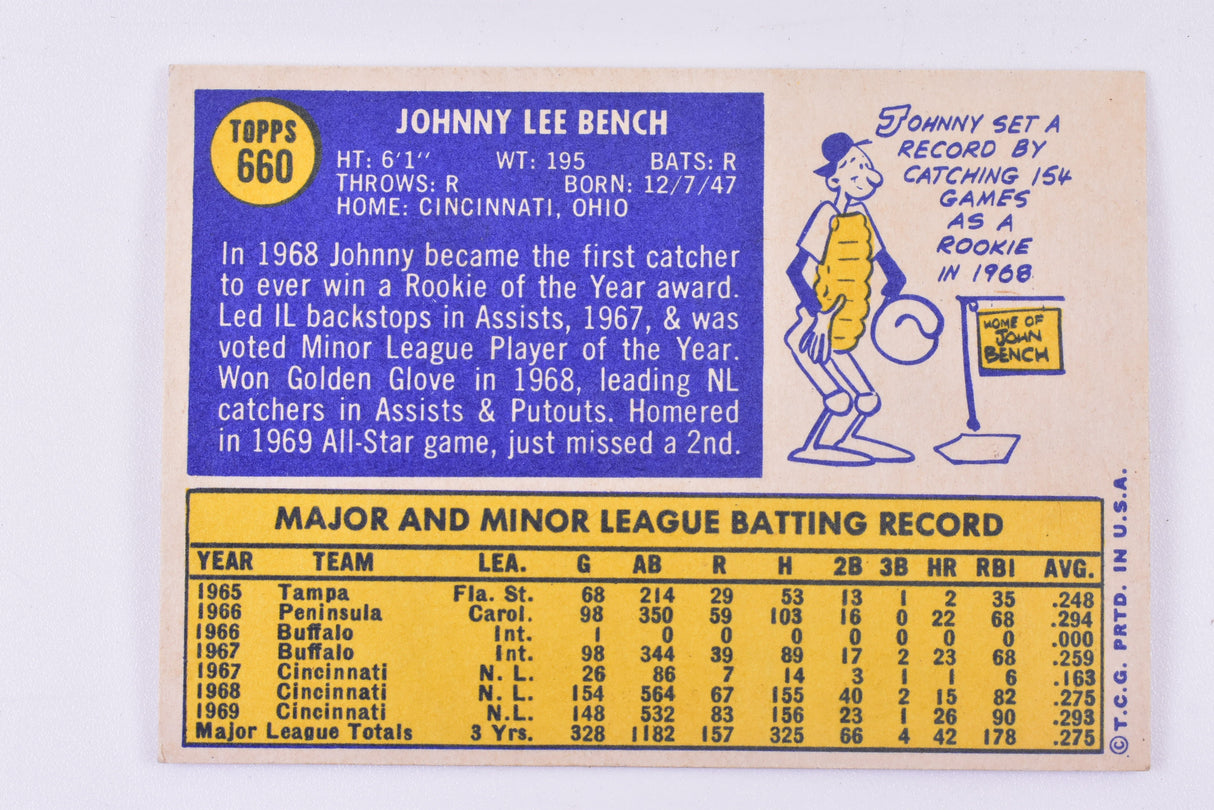 TOPPS
660
JOHNNY LEE BENCH
HT: 6'1" WT: 195 BATS: R
THROWS: R BORN: 12/7/47
HOME: CINCINNATI, OHIO
In 1968 Johnny became the first catcher
to ever win a Rookie of the Year award.
Led IL backstops in Assists, 1967, & was
voted Minor League Player of the Year.
Won Golden Glove in 1968, leading NL
catchers in Assists & Putouts. Homered
in 1969 All-Star game, just missed a 2nd.
JOHNNY SET A
RECORD BY
CATCHING 154
GAMES
AS A
ROOKIE
IN 1968
HOME OF
JOHN
BENCH
MAJOR AND MINOR LEAGUE BATTING RECORD
YEAR TEAM LEA. G AB R H 2B 3B HR RBI AVG.
1965 Tampa Fla. St. 68 214 29 53 13 1 2 35 .248
1966 Peninsula Carol. 98 350 59 103 16 0 22 68 .294
1966 Buffalo Int. 1 0 0 0 0 0 0 0 .000
1967 Buffalo Int. 98 344 39 89 17 2 23 68 .259
1967 Cincinnati N. L. 26 86 7 14 3 1 1 6 .163
1968 Cincinnati N. L. 154 564 67 155 40 2 15 82 .275
1969 Cincinnati N.L. 148 532 83 156 23 1 26 90 .293
Major League Totals 3 Yrs. 328 1182 157 325 66 4 42 178 .275
© T.C.G. PRTD. IN U.S.A.